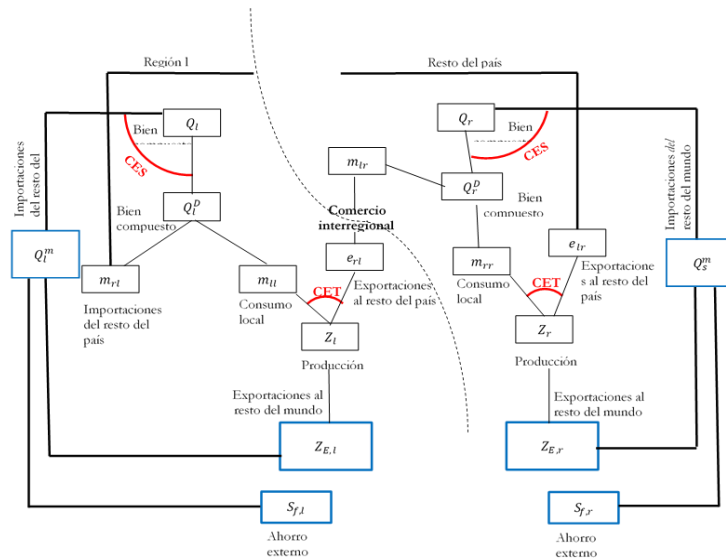 Región I
Resto del país
Q_l
Bien
CES
Importaciones
del resto del
Q_l^D
Bien
compuesto
Q_l^m
m_rl
Importaciones
del resto del
país
m_ll
Consumo
local
m_lr
Comercio
interregional
e_rl
Exportaciones
al resto del país
CET
Z_l
Producción
Exportaciones al
resto del mundo
Z_E,l
S_f,l
Ahorro
externo
Q_r
Bien
CES
Q_r^D
Bien
compuesto
Importaciones del
resto del mundo
Q_s^m
m_rr
Consumo
local
e_lr
Exportacione
s al resto del
país
CET
Z_r
Producción
Exportaciones al
resto del mundo
Z_E,r
S_f,r
Ahorro
externo